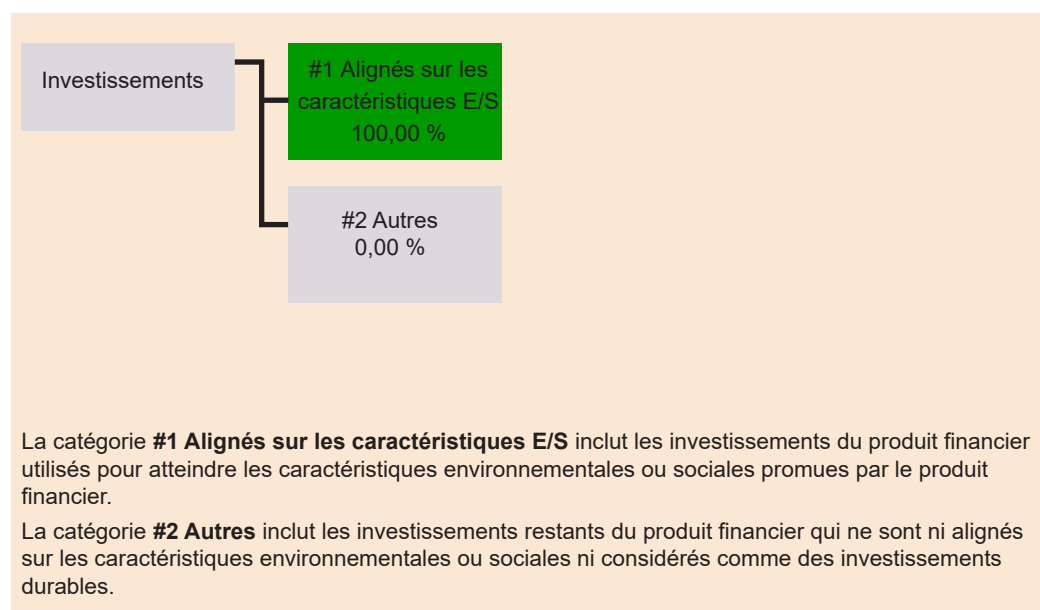 Investissements
#1 Alignés sur les
caractéristiques E/S
100,00 %
#2 Autres
0,00 %
La catégorie #1 Alignés sur les caractéristiques E/S inclut les investissements du produit financier
utilisés pour atteindre les caractéristiques environnementales ou sociales promues par le produit
financier.
La catégorie #2 Autres inclut les investissements restants du produit financier qui ne sont ni alignés
sur les caractéristiques environnementales ou sociales ni considérés comme des investissements
durables.